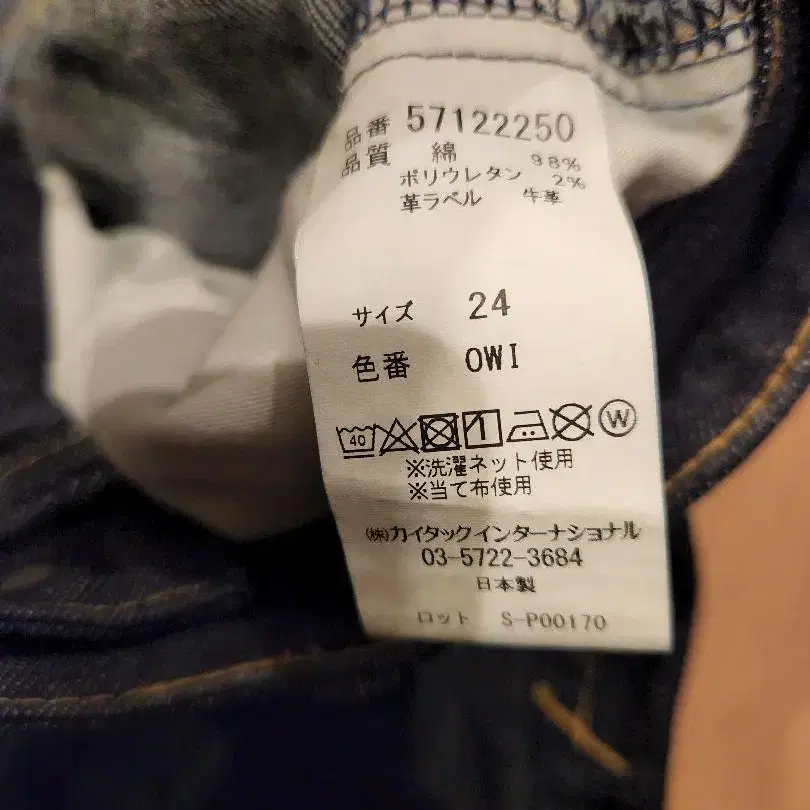 品番 57122250
品質 綿 98%
ポリウレタン 2%
革ラベル 牛革
サイズ 24
色番 OWI
40 W
※洗濯ネット使用
※当て布使用
㈱カイタックインターナショナル
03-5722-3684
日本製
ロット S-P00170